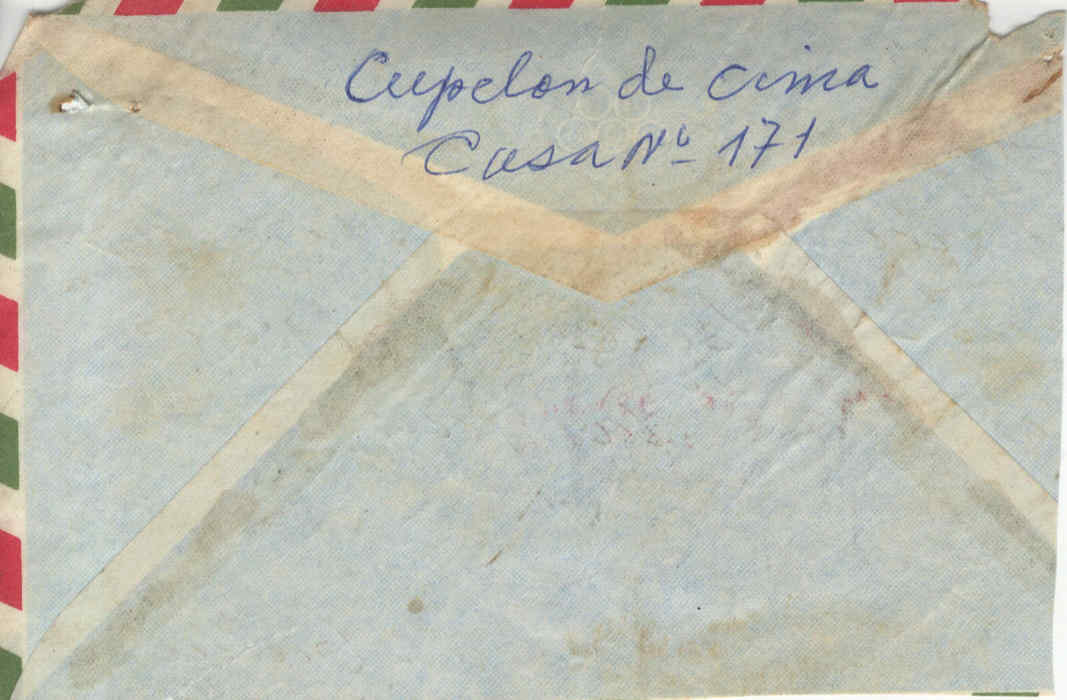 Cupelon de cima
Casa Nº 171